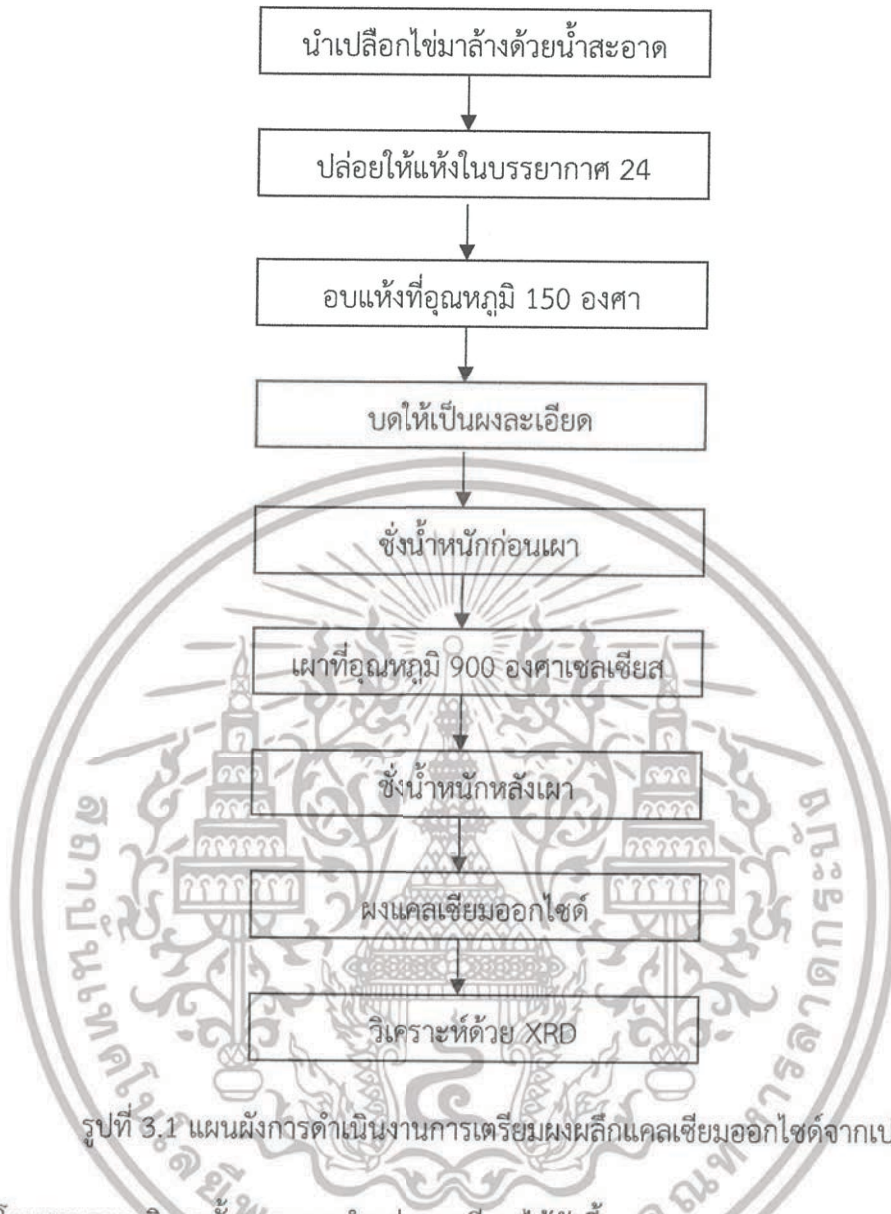 นำเปลือกไข่มาล้างด้วยน้ำสะอาด
ปล่อยให้แห้งในบรรยากาศ 24
อบแห้งที่อุณหภูมิ 150 องศา
บดให้เป็นผงละเอียด
ชั่งน้ำหนักก่อนเผา
เผาที่อุณหภูมิ 900 องศาเซลเซียส
ชั่งน้ำหนักหลังเผา
ผงแคลเซียมออกไซด์
วิเคราะห์ด้วย XRD
รูปที่ 3.1 แผนผังการดำเนินงานการเตรียมผงผลึกแคลเซียมออกไซด์จากเป